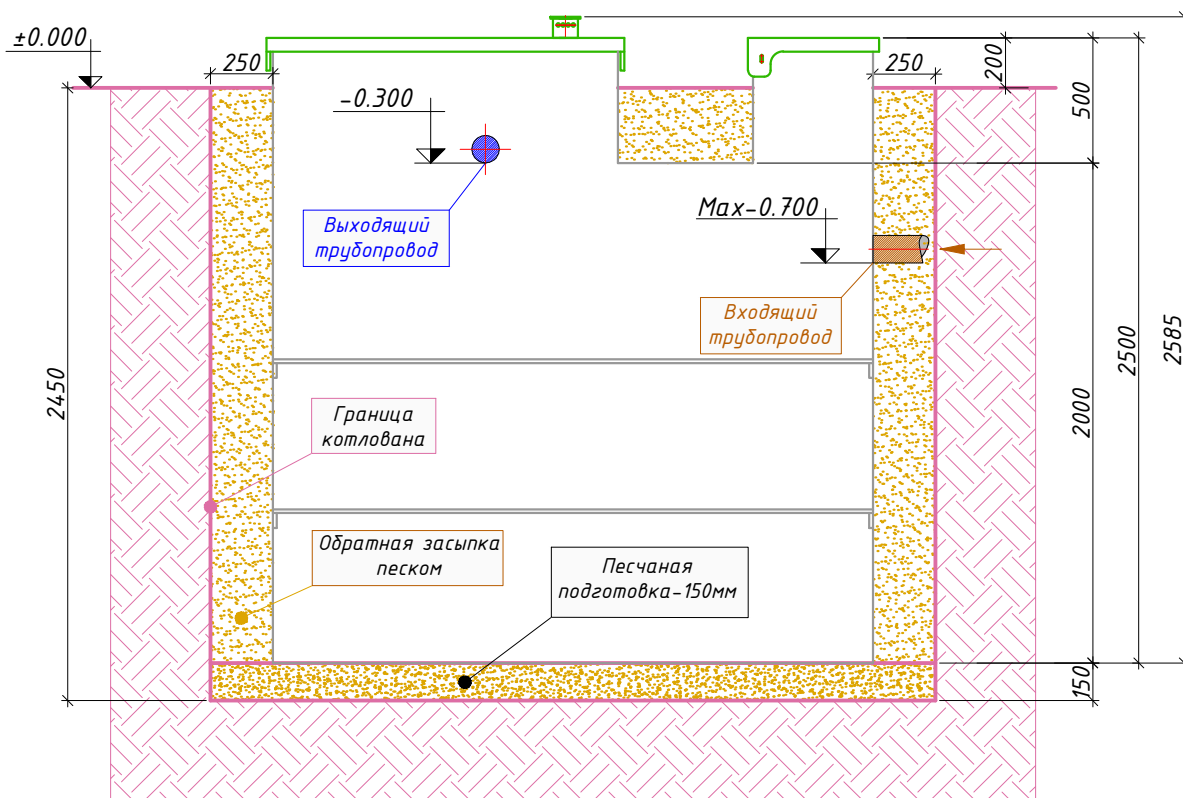 ±0.000
250
250
200
500
-0.300
Выходящий
трубопровод
Max-0.700
Входящий
трубопровод
2500
2585
2450
2000
Граница
котлована
Обратная засыпка
песком
Песчаная
подготовка-150мм
150